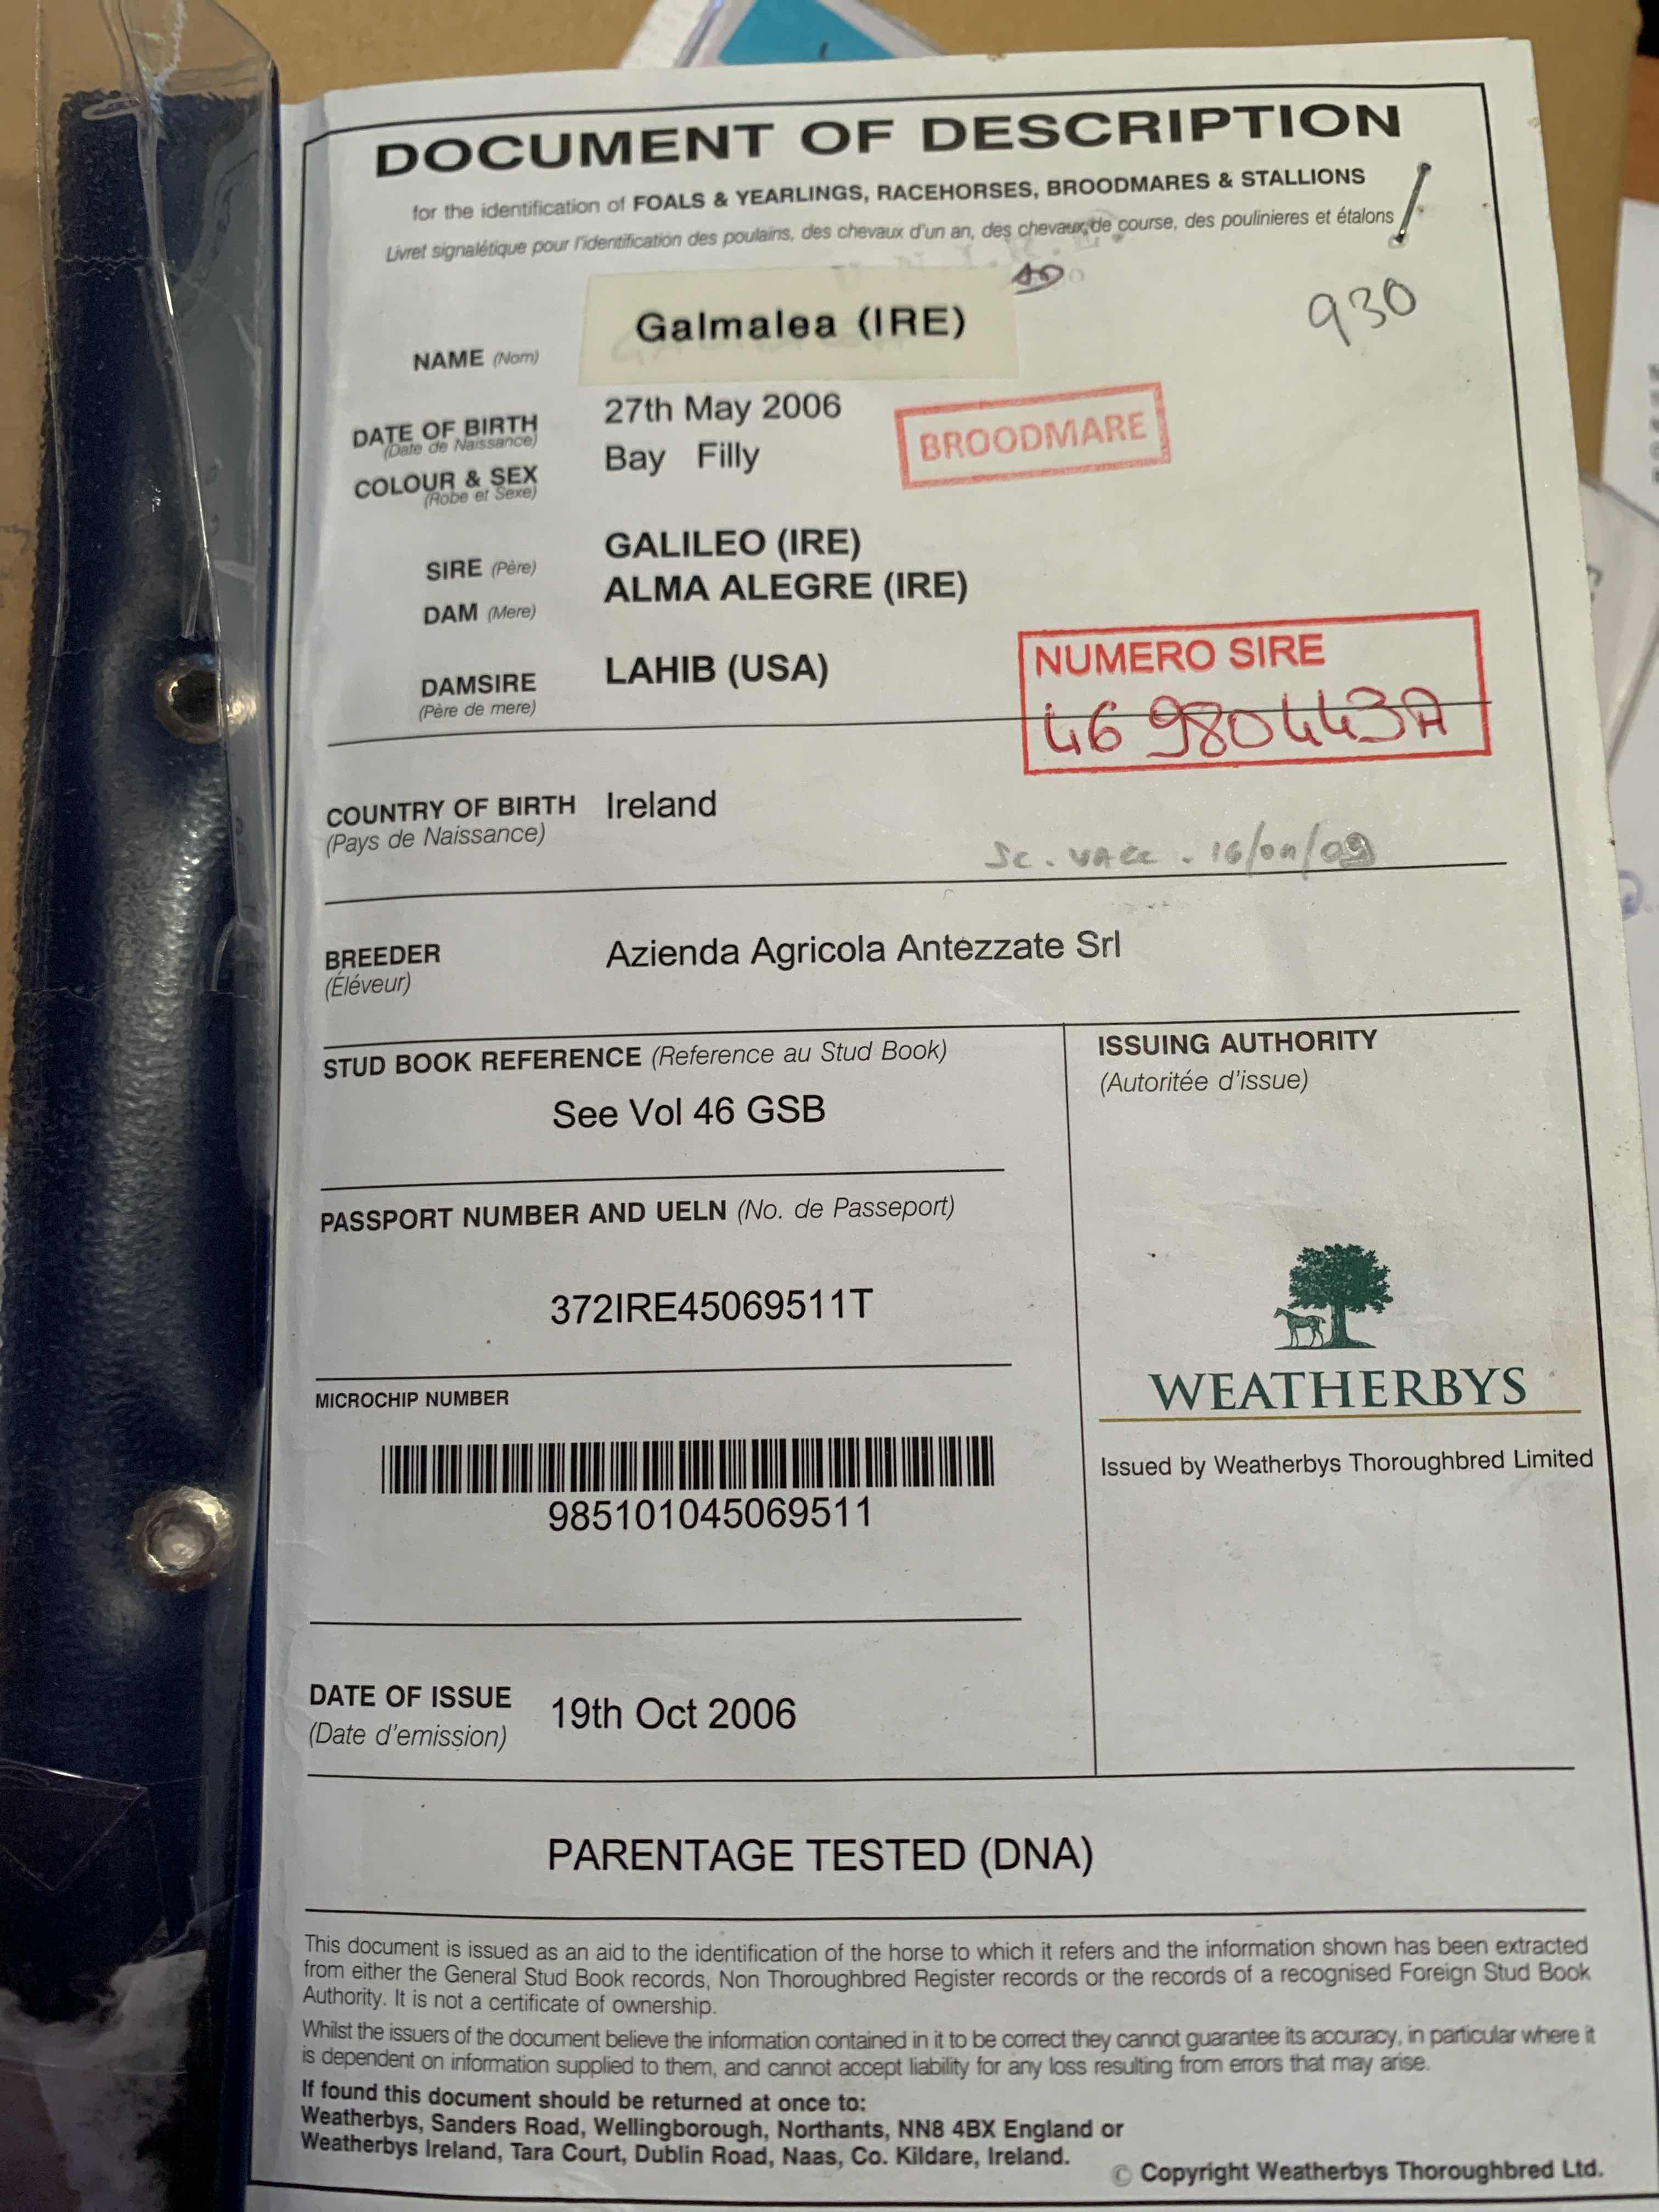 DOCUMENT OF DESCRIPTION
for the identification of FOALS & YEARLINGS, RACEHORSES, BROODMARES & STALLIONS
Livret signalétique pour l'identification des poulains, des chevaux d'un an, des chevaux, de course, des poulinieres et étalons
930
NAME (Nom) Galmalea (IRE)
DATE OF BIRTH 27th May 2006
(Date de Naissance)
BROODMARE
COLOUR & SEX Bay Filly
(Robe et Sexe)
SIRE (Père) GALILEO (IRE)
DAM (Mere) ALMA ALEGRE (IRE)
DAMSIRE LAHIB (USA)
(Père de mere)
NUMERO SIRE
46 980443A
COUNTRY OF BIRTH Ireland
(Pays de Naissance)
Sc. VACC.
BREEDER Azienda Agricola Antezzate Srl
(Éléveur)
STUD BOOK REFERENCE (Reference au Stud Book)
See Vol 46 GSB
PASSPORT NUMBER AND UELN (No. de Passeport)
372IRE45069511T
MICROCHIP NUMBER
985101045069511
DATE OF ISSUE 19th Oct 2006
(Date d'emission)
ISSUING AUTHORITY
(Autoritée d'issue)
WEATHERBYS
Issued by Weatherbys Thoroughbred Limited
PARENTAGE TESTED (DNA)
This document is issued as an aid to the identification of the horse to which it refers and the information shown has been extracted
from either the General Stud Book records, Non Thoroughbred Register records or the records of a recognised Foreign Stud Book
Authority. It is not a certificate of ownership.
Whilst the issuers of the document believe the information contained in it to be correct they cannot guarantee its accuracy, in particular where it
is dependent on information supplied to them, and cannot accept liability for any loss resulting from errors that may arise.
If found this document should be returned at once to:
Weatherbys, Sanders Road, Wellingborough, Northants, NN8 4BX England or
Weatherbys Ireland, Tara Court, Dublin Road, Naas, Co. Kildare, Ireland.
© Copyright Weatherbys Thoroughbred Ltd.